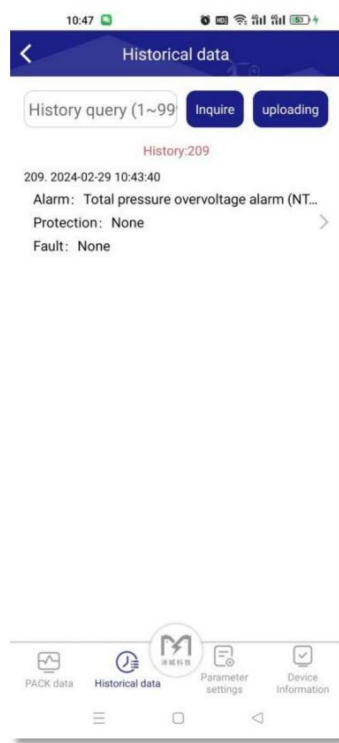 10:47
Historical data
History query (1~99
Inquire
uploading
History:209
209. 2024-02-29 10:43:40
Alarm: Total pressure overvoltage alarm (NT...
Protection: None
Fault: None
PACK data
Historical data
Parameter
settings
Device
Information